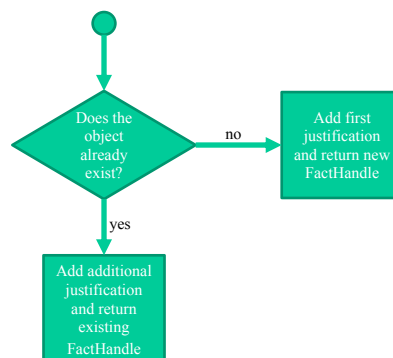 Does the
object
already
exist?
no
Add first
justification
and return new
FactHandle
yes
Add additional
justification
and return
existing
FactHandle